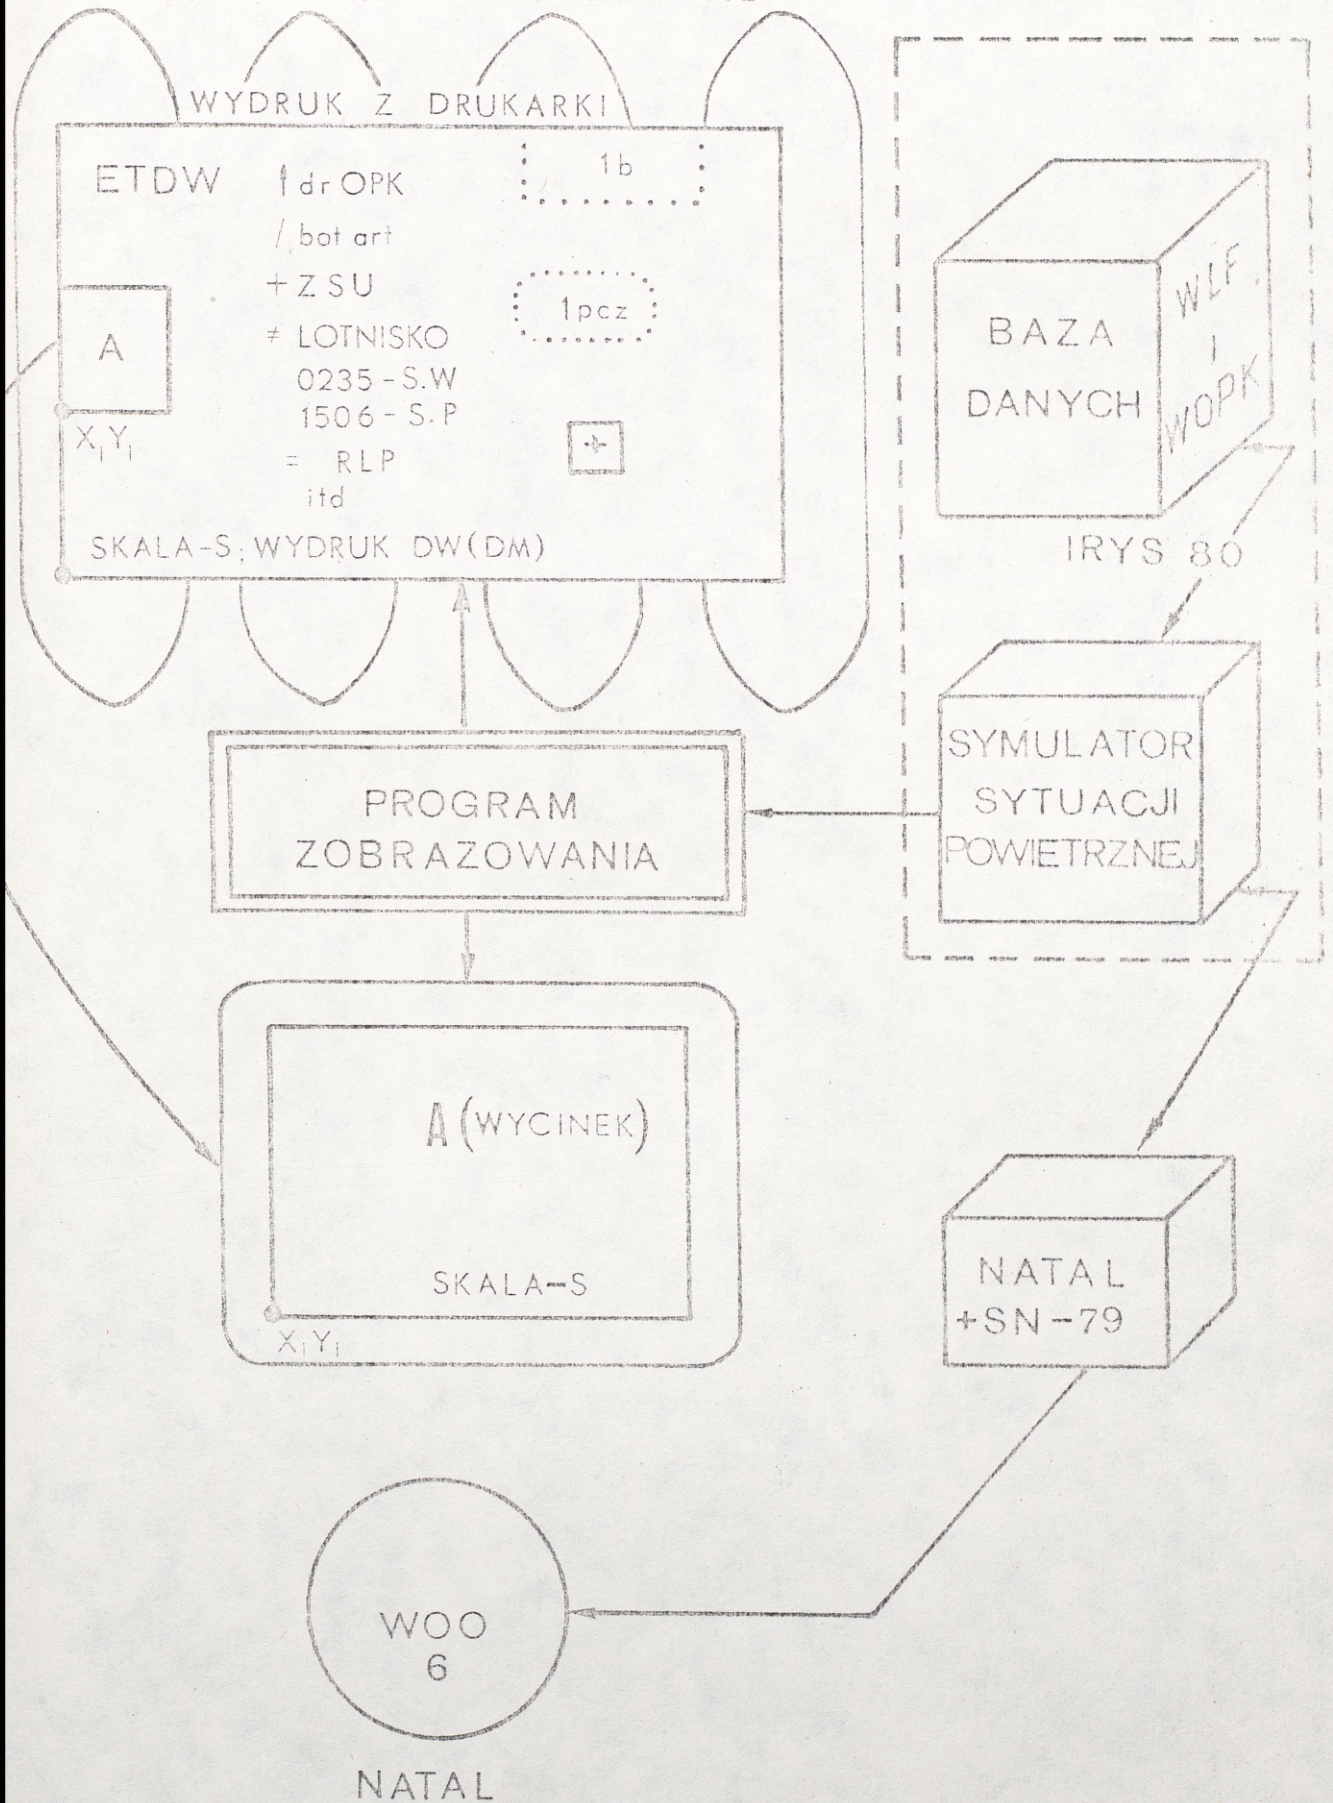 WYDRUK Z DRUKARKI
ETDW
dr OPK
/ bot art
+ ZSU
≠ LOTNISKO
0235-S.W
1506-S.P
= RLP
itd
1b
1pcz
+
A
X₁Y₁
SKALA-S; WYDRUK DW(DM)
BAZA
DANYCH
WLF
I
WOPK
IRYS 80
SYMULATOR
SYTUACJI
POWIETRZNEJ
PROGRAM
ZOBRAZOWANIA
A (WYCINEK)
SKALA-S
X₁Y₁
NATAL
+SN-79
WOO
6
NATAL